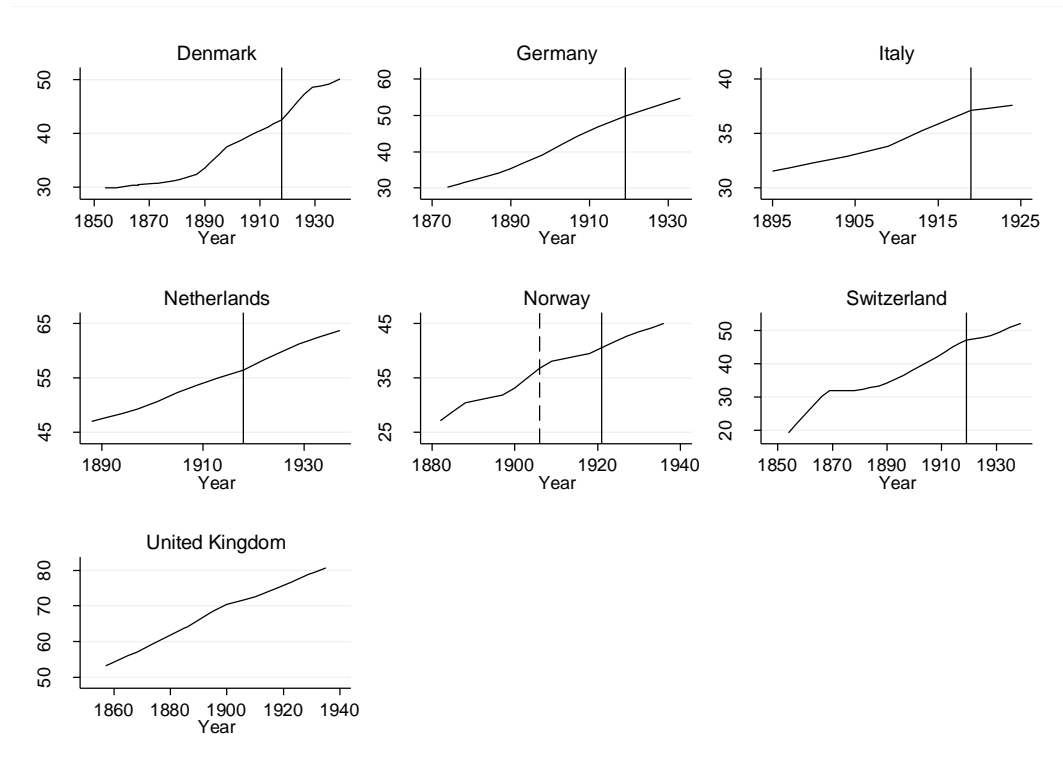 Denmark
50
40
30
1850 1870 1890 1910 1930
Year
Germany
60
50
40
30
1870 1890 1910 1930
Year
Italy
40
35
30
1895 1905 1915 1925
Year
Netherlands
65
55
45
1890 1910 1930
Year
Norway
45
35
25
1880 1900 1920 1940
Year
Switzerland
50
40
30
20
1850 1870 1890 1910 1930
Year
United Kingdom
80
70
60
50
1860 1880 1900 1920 1940
Year